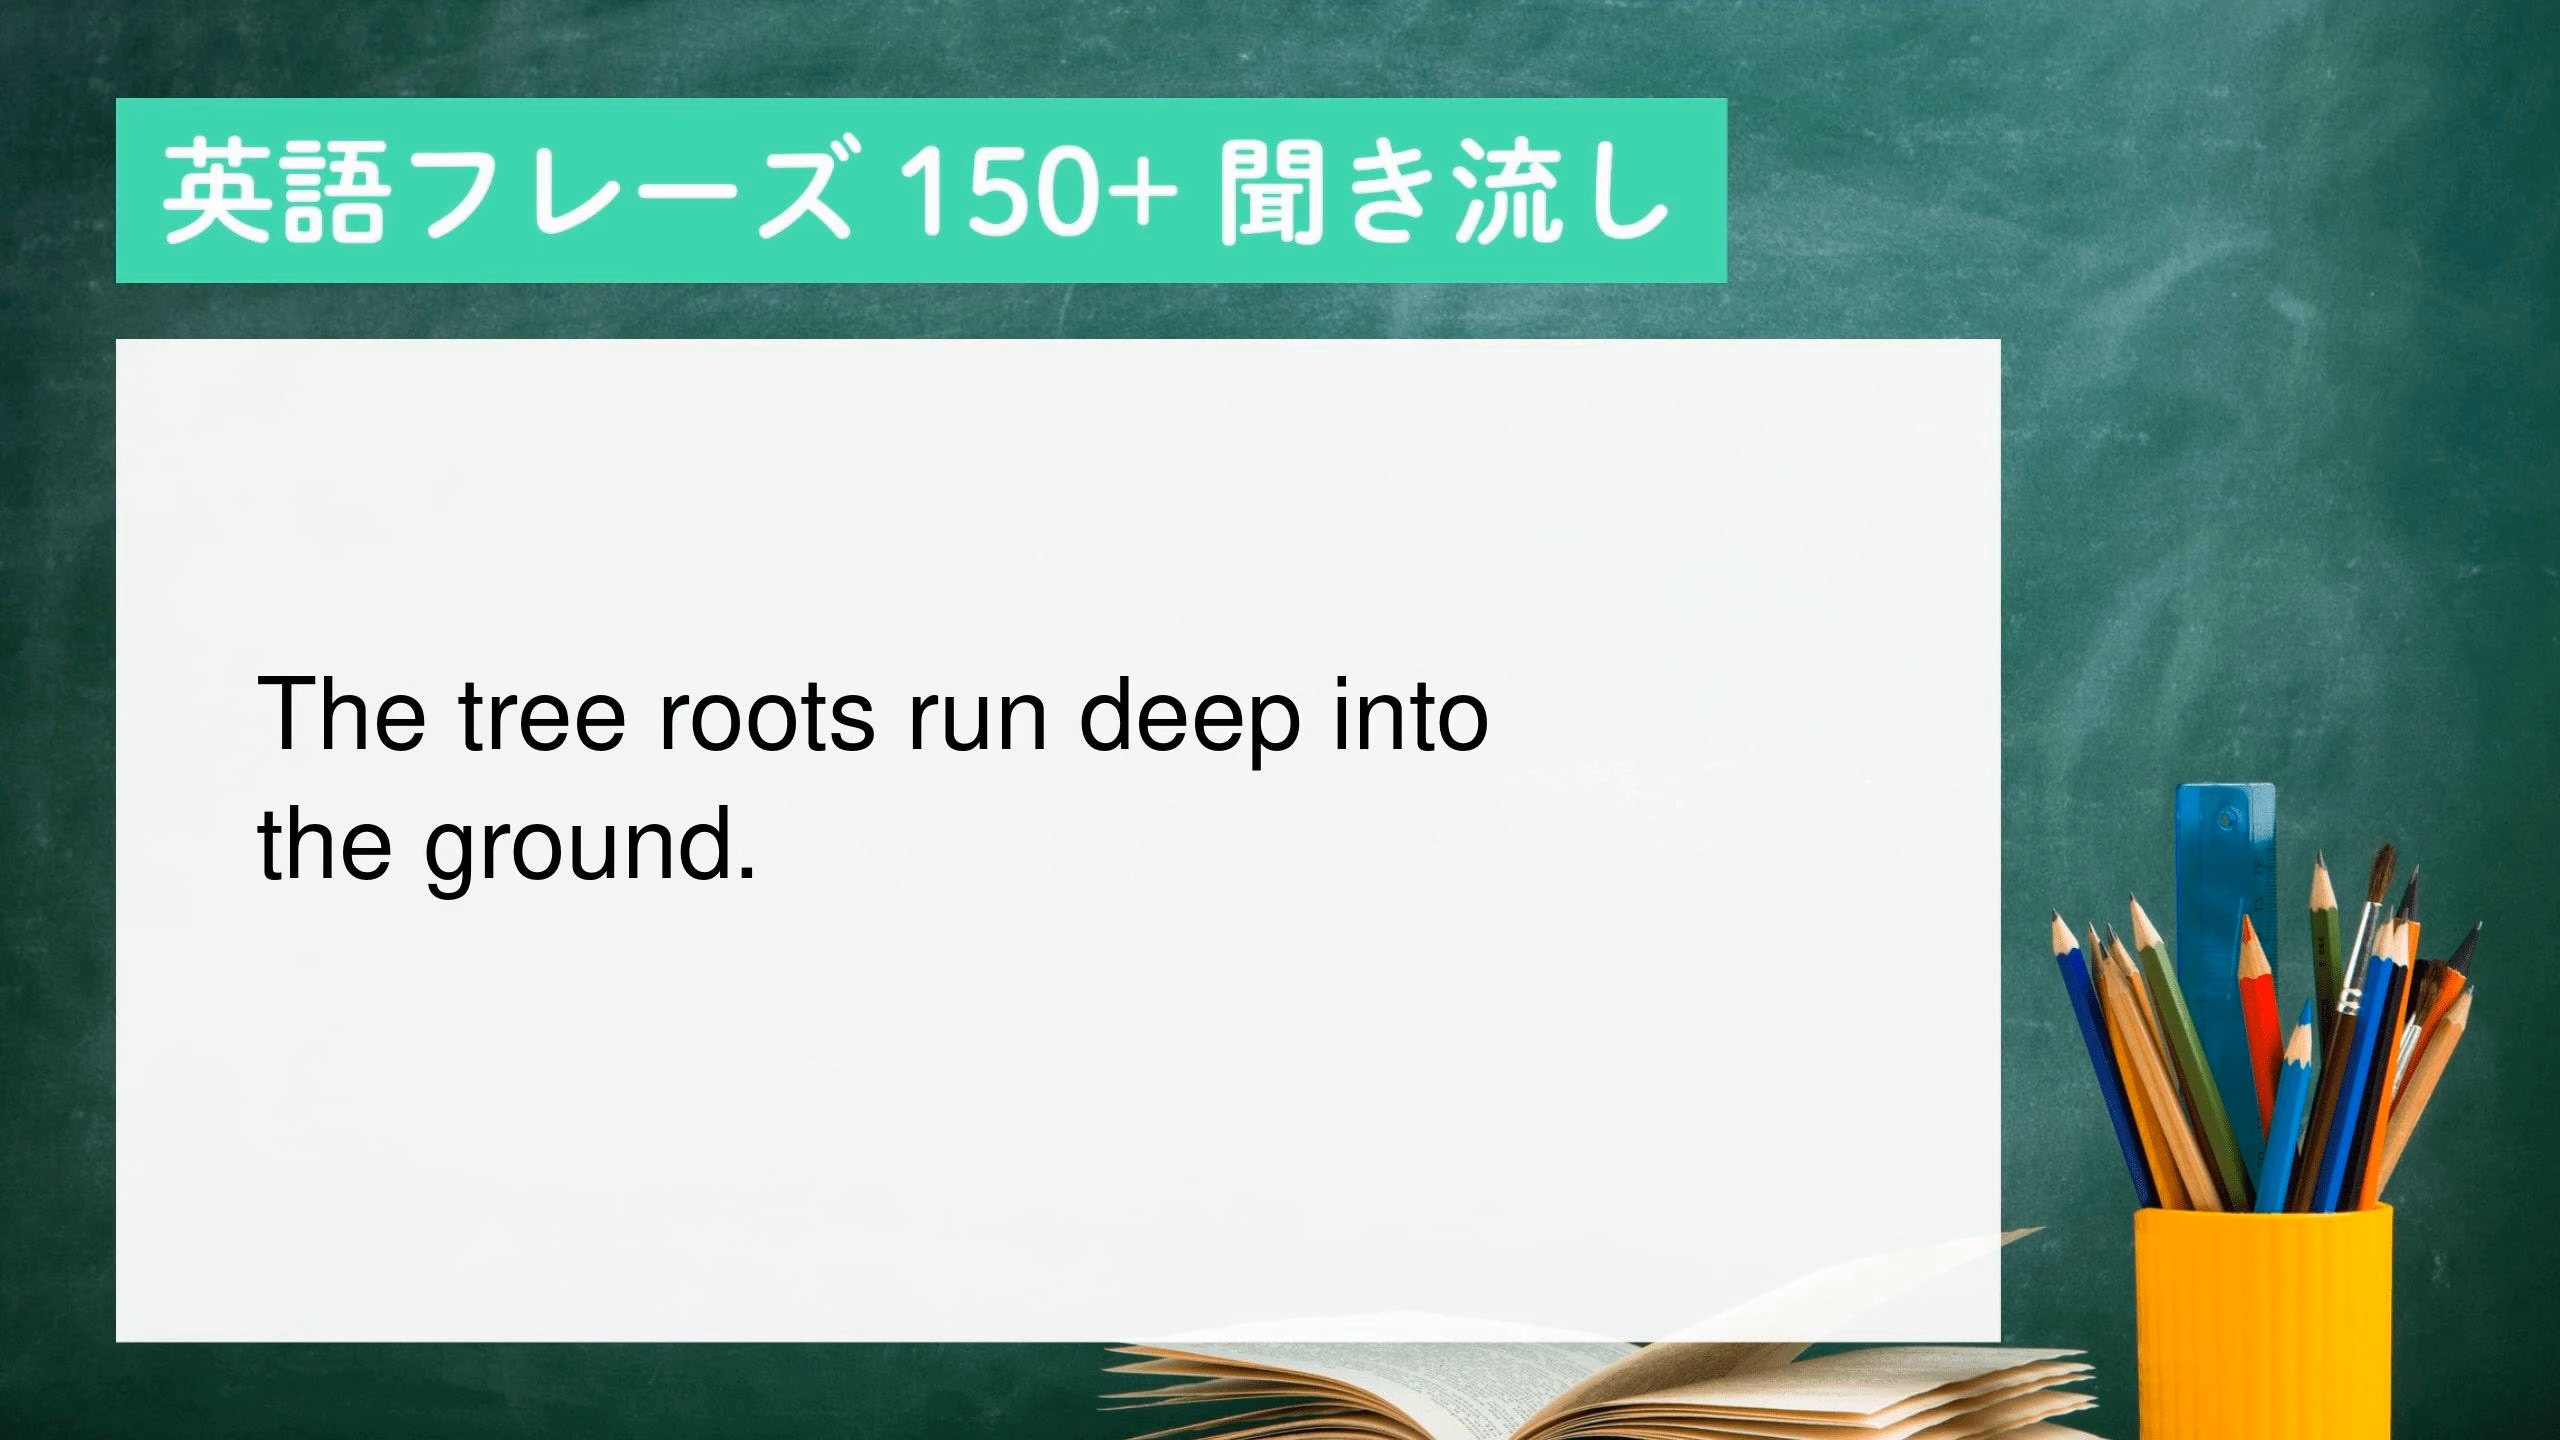 英語フレーズ 150+ 聞き流し
The tree roots run deep into
the ground.